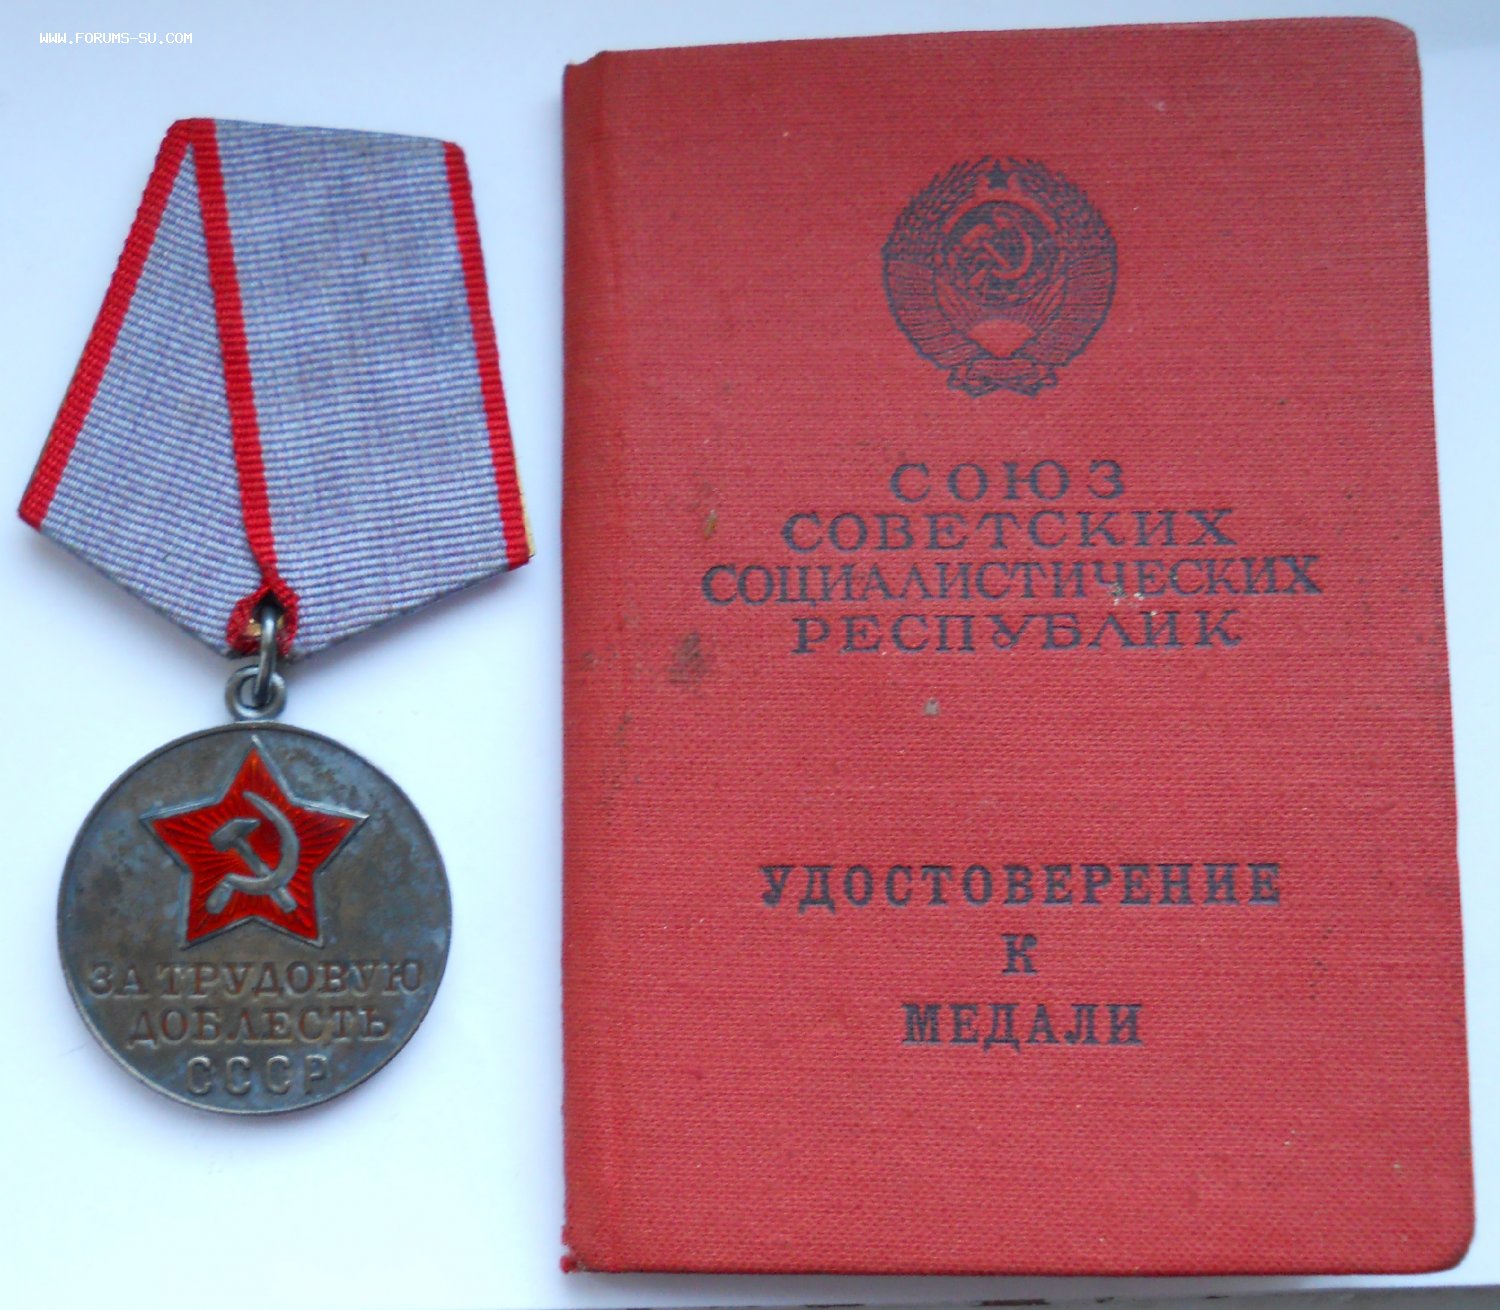 www.forums-su.com
ЗА ТРУДОВУЮ
ДОБЛЕСТЬ
СССР
СОЮЗ
СОВЕТСКИХ
СОЦИАЛИСТИЧЕСКИХ
РЕСПУБЛИК
УДОСТОВЕРЕНИЕ
К
МЕДАЛИ